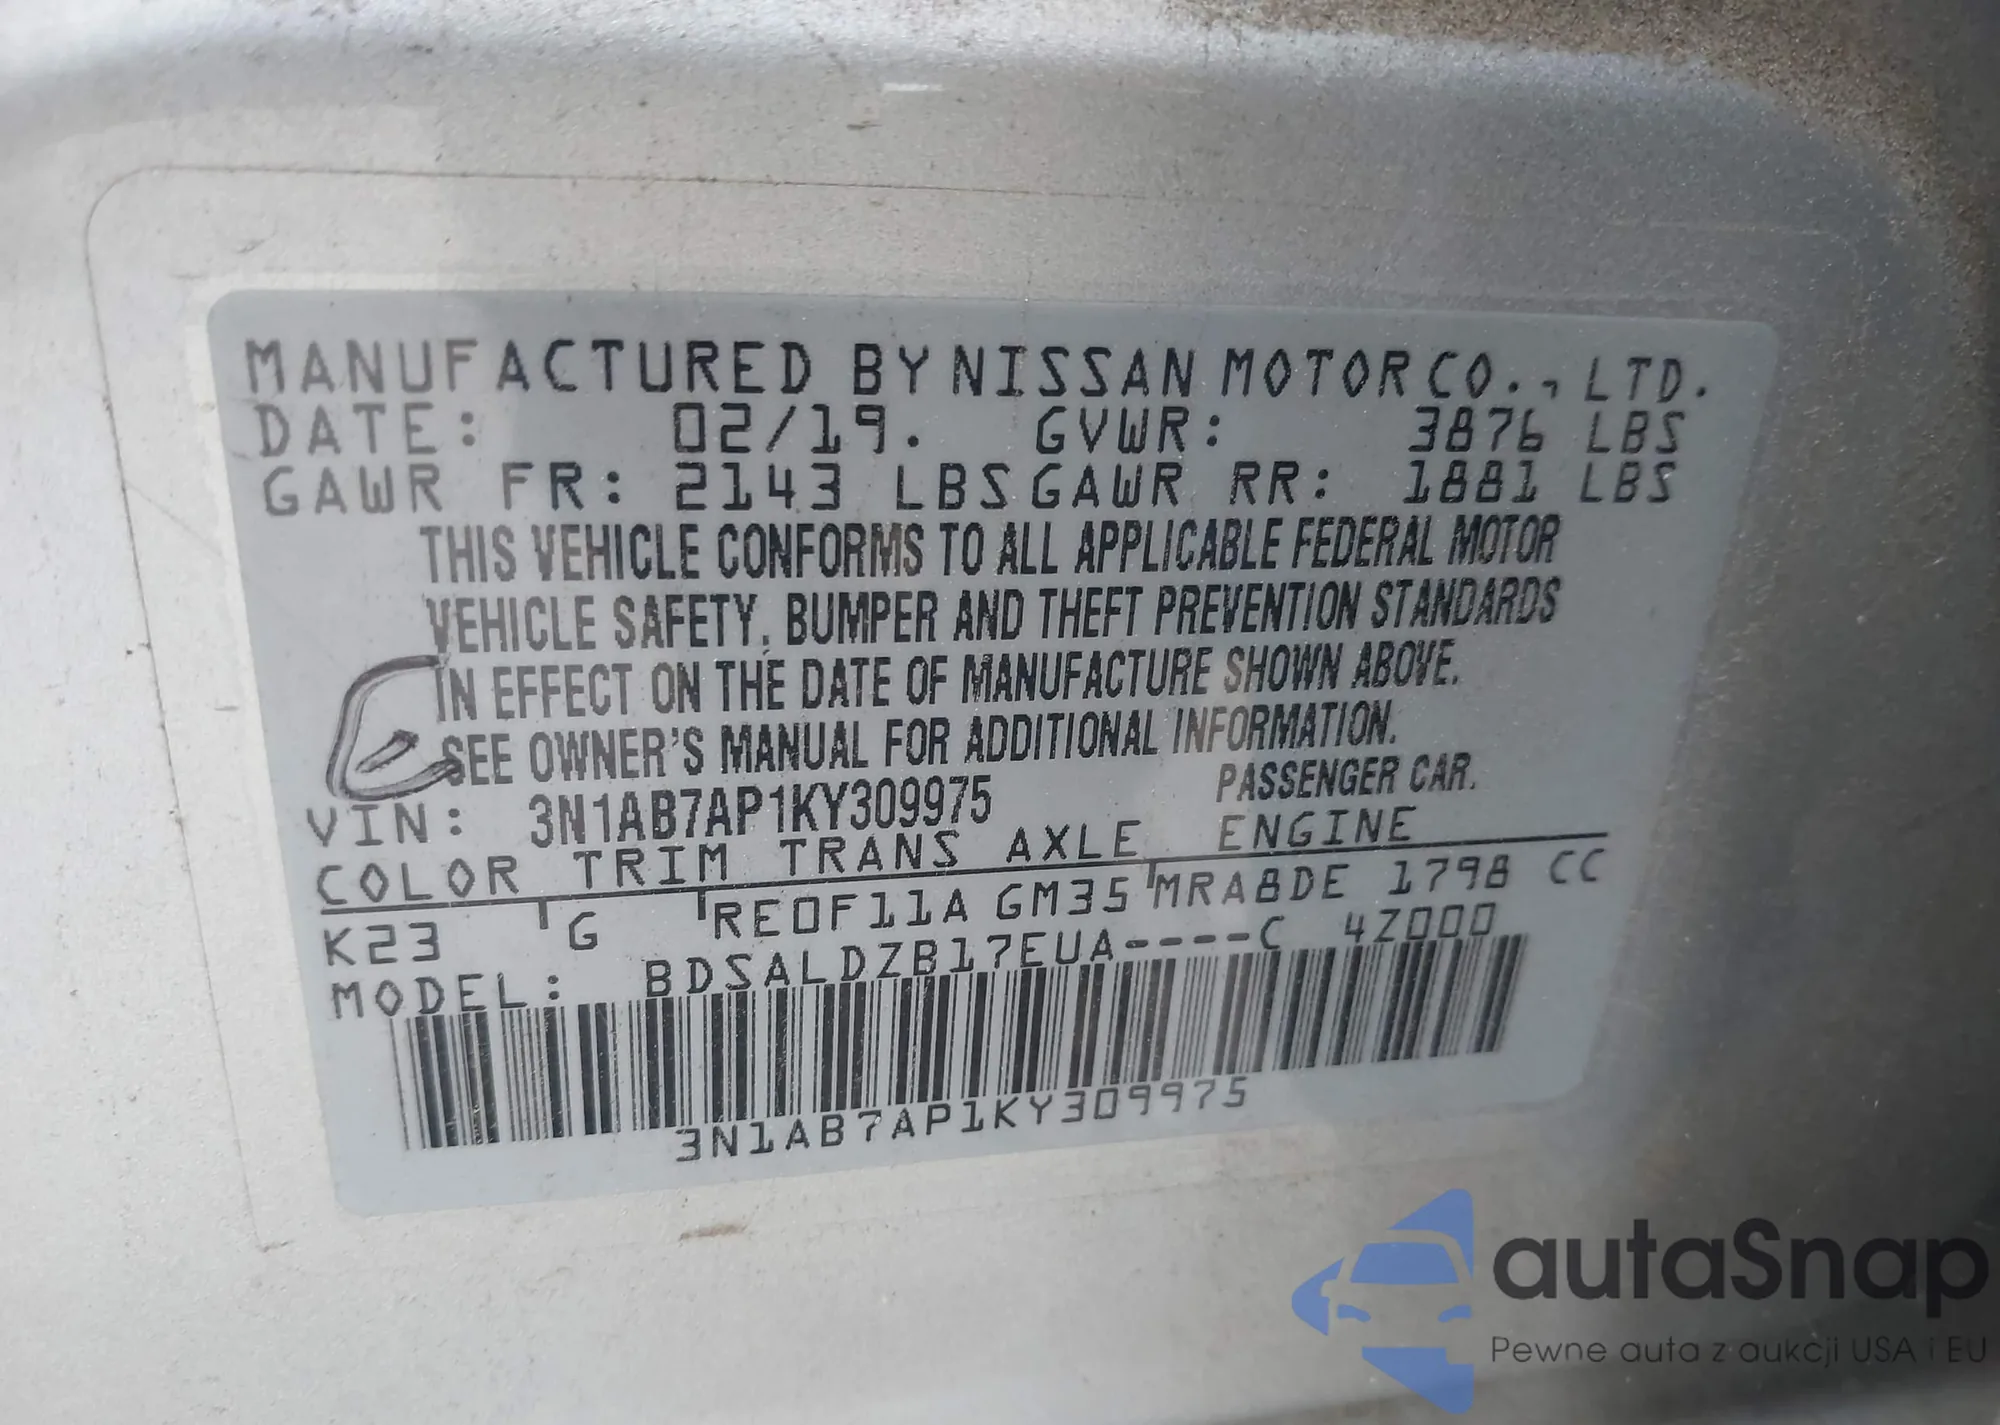 MANUFACTURED BY NISSAN MOTOR CO., LTD.
DATE: 02/19. GVWR: 3876 LBS
GAWR FR: 2143 LBS GAWR RR: 1881 LBS
THIS VEHICLE CONFORMS TO ALL APPLICABLE FEDERAL MOTOR
VEHICLE SAFETY, BUMPER AND THEFT PREVENTION STANDARDS
IN EFFECT ON THE DATE OF MANUFACTURE SHOWN ABOVE.
SEE OWNER'S MANUAL FOR ADDITIONAL INFORMATION.
VIN: 3N1AB7AP1KY309975 PASSENGER CAR.
COLOR TRIM TRANS AXLE ENGINE
K23 G RE0F11A GM35 MRA8DE 1798 CC
MODEL: BDSALDZB17EUA----C 4Z000
3N1AB7AP1KY309975
autaSnap
Pewne auta z aukcji USA i EU